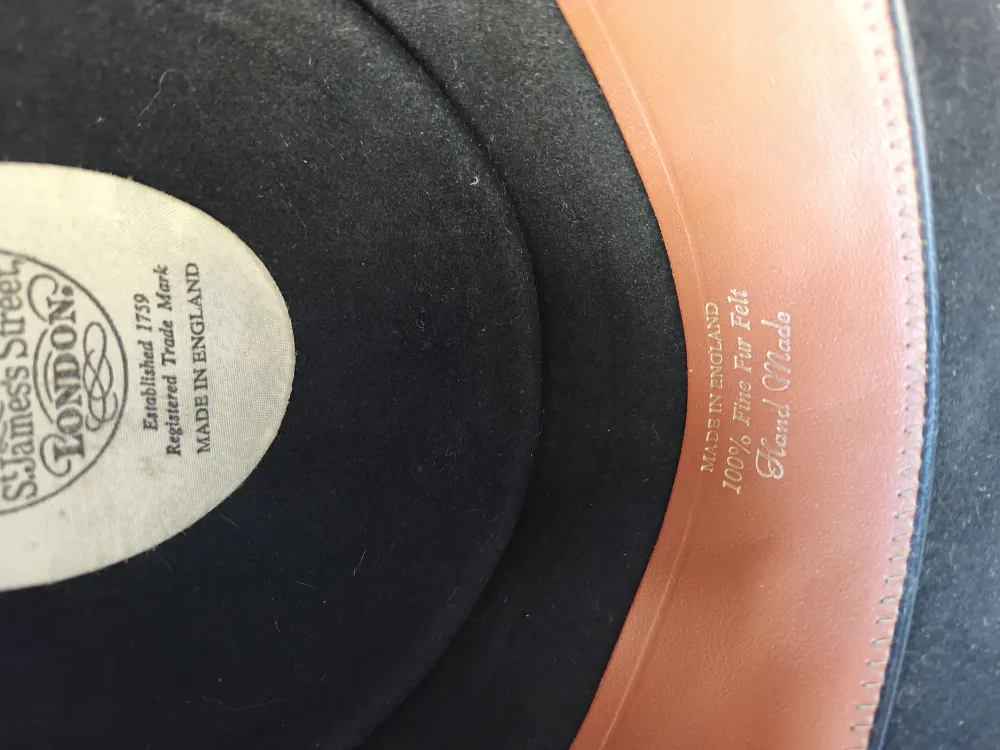 St. James's Street,
LONDON.
Established 1759
Registered Trade Mark
MADE IN ENGLAND
MADE IN ENGLAND
100% Fine Fur Felt
Hand Made